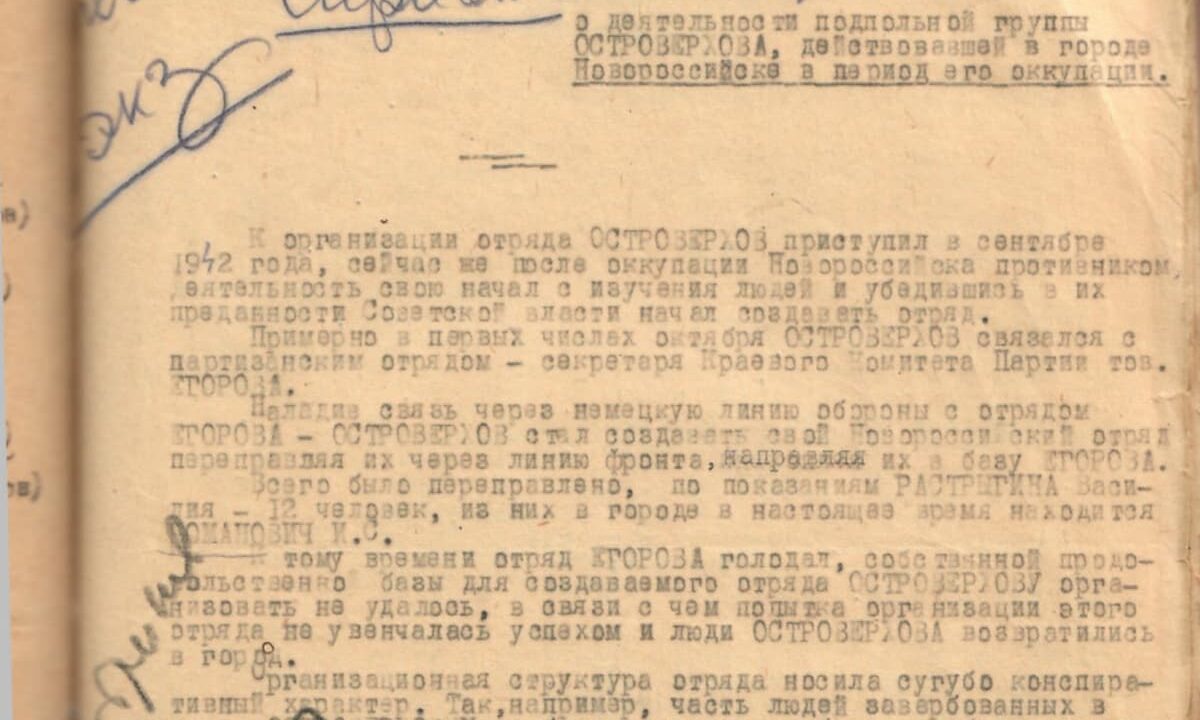 экз
о деятельности подпольной группы
ОСТРОВЕРХОВА, действовавшей в городе
Новороссийске в период его оккупации.
К организации отряда ОСТРОВЕРХОВ приступил в сентябре
1942 года, сейчас же после оккупации Новороссийска противником,
деятельность свою начал с изучения людей и убедившись в их
преданности Советской власти начал создавать отряд.
Примерно в первых числах октября ОСТРОВЕРХОВ связался с
партизанским отрядом - секретаря Краевого Комитета Партии тов.
ЕГОРОВА.
Наладив связь через немецкую линию обороны с отрядом
ЕГОРОВА - ОСТРОВЕРХОВ стал создавать свой Новороссийский отряд
переправляя их через линию фронта, направляя их в базу ЕГОРОВА.
Всего было переправлено, по показаниям РАСТРЫГИНА Васи-
лия - 12 человек, из них в городе в настоящее время находится
ДОМАНОВИЧ И.С.
К тому времени отряд ЕГОРОВА голодал, собственной продо-
вольственно базы для создаваемого отряда ОСТРОВЕРХОВУ орга-
низовать не удалось, в связи с чем попытка организации этого
отряда не увенчалась успехом и люди ОСТРОВЕРХОВА возвратились
в город.
Организационная структура отряда носила сугубо конспира-
тивный характер. Так,например, часть людей завербованных в
в)
)
ов)